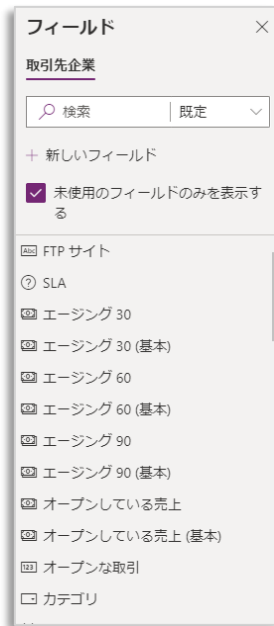 フィールド
取引先企業
検索
既定
新しいフィールド
未使用のフィールドのみを表示す
る
Abc FTP サイト
SLA
エージング 30
エージング 30 (基本)
エージング 60
エージング 60 (基本)
エージング 90
エージング 90 (基本)
オープンしている売上
オープンしている売上 (基本)
123 オープンな取引
カテゴリ